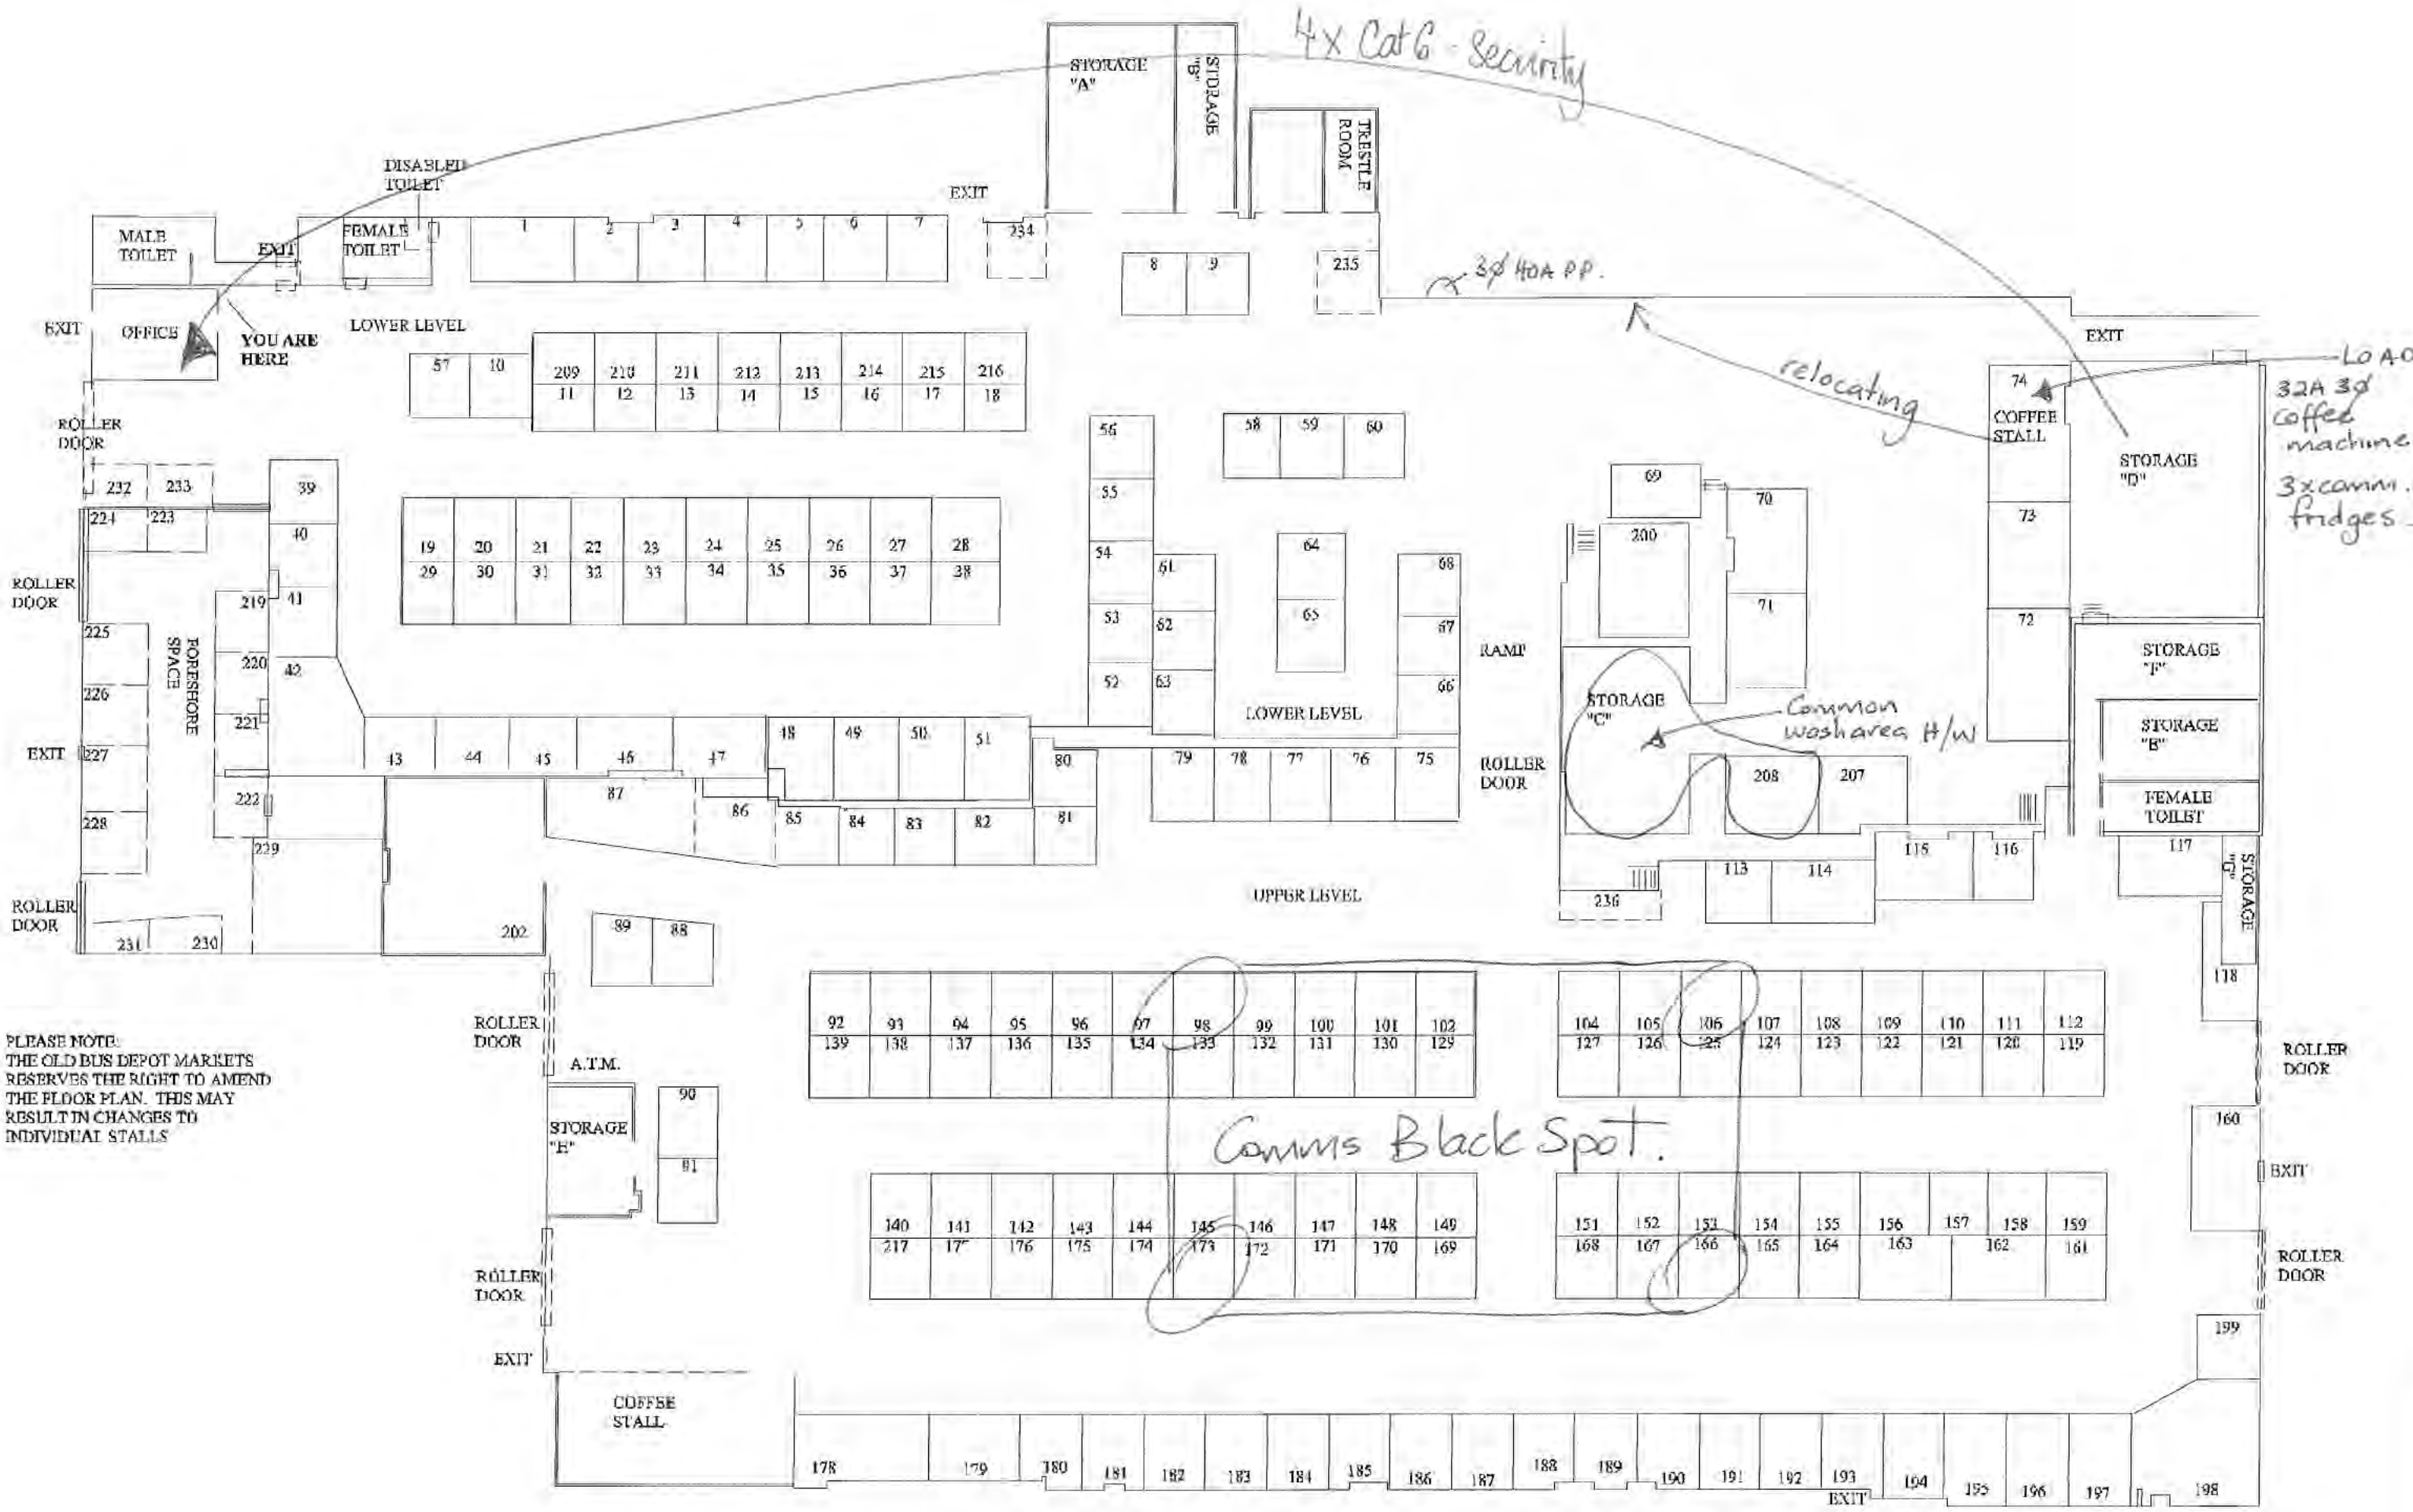 4x Cat 6 - Security
STORAGE
"A"
STORAGE
"B"
TRESTLE
ROOM
DISABLED
TOILET
EXIT
MALE
TOILET
EXIT
FEMALE
TOILET
1 2 3 4 5 6 7
234
8 9
235
3ø 40A PP.
EXIT
OFFICE
YOU ARE
HERE
LOWER LEVEL
EXIT
57 10
209 210 211 212 213 214 215 216
11 12 13 14 15 16 17 18
relocating
74
COFFEE
STALL
LOAD
32A 3ø
coffee
machine
3x comm.
fridges
ROLLER
DOOR
56
58 59 60
STORAGE
"D"
232 233
39
55
69
70
224 223
40
73
19 20 21 22 23 24 25 26 27 28
29 30 31 32 33 34 35 36 37 38
54
61
64
68
200
ROLLER
DOOR
219 41
53
62
65
67
71
72
225
FORESHORE
SPACE
220
42
RAMP
STORAGE
"F"
226
52
63
66
STORAGE
"C"
Common
wash area H/W
221
LOWER LEVEL
STORAGE
"B"
EXIT
227
43 44 45 46 47 48 49 50 51
80
79 78 77 76 75
ROLLER
DOOR
208 207
222
87
86 85 84 83 82 81
FEMALE
TOILET
228
229
115 116
117
STORAGE
"G"
113 114
UPPER LEVEL
236
ROLLER
DOOR
231 230
202
89 88
118
PLEASE NOTE:
THE OLD BUS DEPOT MARKETS
RESERVES THE RIGHT TO AMEND
THE FLOOR PLAN. THIS MAY
RESULT IN CHANGES TO
INDIVIDUAL STALLS
ROLLER
DOOR
92 93 94 95 96 97 98 99 100 101 102
139 138 137 136 135 134 133 132 131 130 129
104 105 106 107 108 109 110 111 112
127 126 125 124 123 122 121 120 119
ROLLER
DOOR
A.T.M.
90
STORAGE
"E"
91
Comms Black Spot.
160
EXIT
140 141 142 143 144 145 146 147 148 149
217 177 176 175 174 173 172 171 170 169
151 152 153 154 155 156 157 158 159
168 167 166 165 164 163 162 161
ROLLER
DOOR
ROLLER
DOOR
199
EXIT
COFFEE
STALL
178 179 180 181 182 183 184 185 186 187 188 189 190 191 192 193 194 195 196 197 198
EXIT